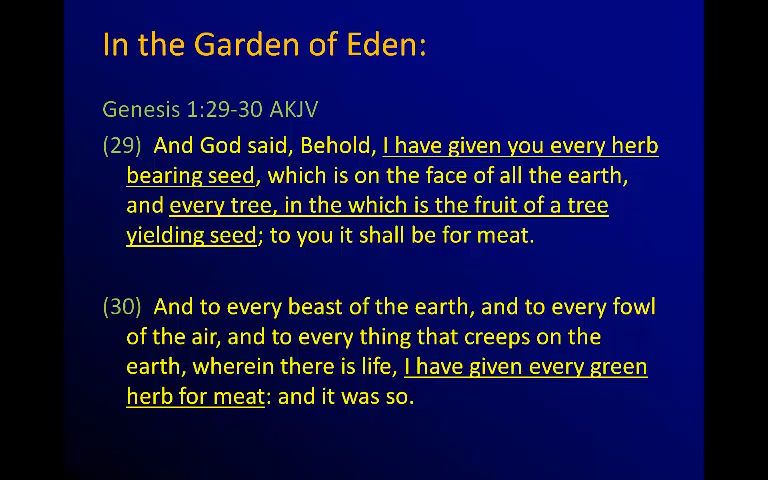 In the Garden of Eden:
Genesis 1:29-30 AKJV
(29) And God said, Behold, I have given you every herb
bearing seed, which is on the face of all the earth,
and every tree, in the which is the fruit of a tree
yielding seed; to you it shall be for meat.
(30) And to every beast of the earth, and to every fowl
of the air, and to every thing that creeps on the
earth, wherein there is life, I have given every green
herb for meat: and it was so.